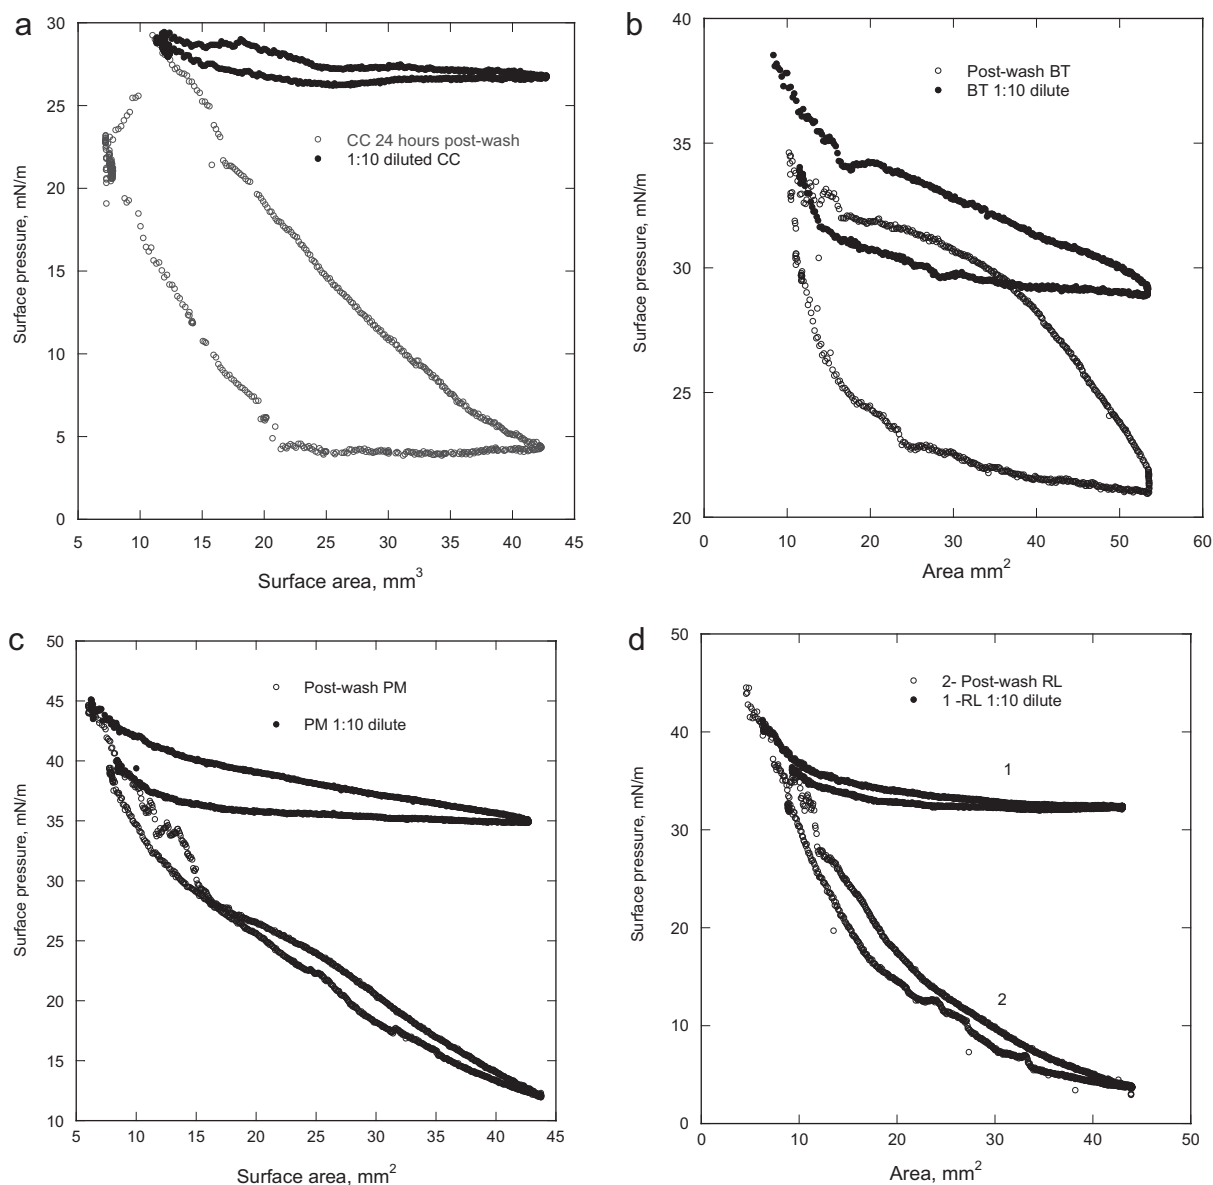 a
30
25
20
15
10
5
0
Surface pressure, mN/m
CC 24 hours post-wash
1:10 diluted CC
5 10 15 20 25 30 35 40 45
Surface area, mm3
b
40
35
30
25
20
Surface pressure, mN/m
Post-wash BT
BT 1:10 dilute
0 10 20 30 40 50 60
Area mm2
c
50
45
40
35
30
25
20
15
10
Surface pressure, mN/m
Post-wash PM
PM 1:10 dilute
5 10 15 20 25 30 35 40 45
Surface area, mm2
d
50
40
30
20
10
0
Surface pressure, mN/m
2- Post-wash RL
1 -RL 1:10 dilute
1
2
0 10 20 30 40 50
Area, mm2